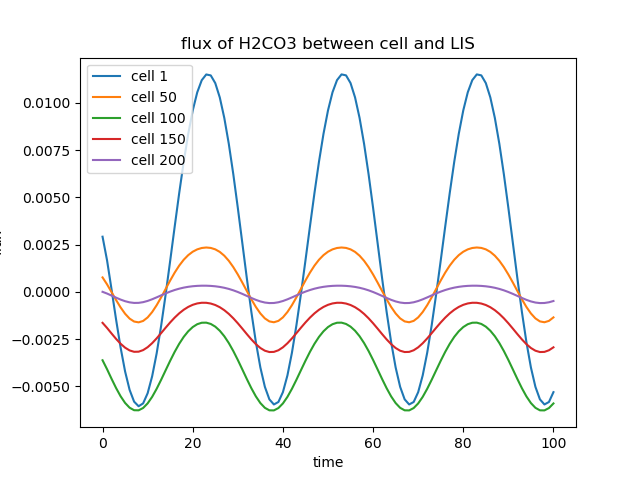 flux of H2CO3 between cell and LIS
cell 1
cell 50
cell 100
cell 150
cell 200
0.0100
0.0075
0.0050
0.0025
0.0000
−0.0025
−0.0050
0
20
40
60
80
100
time